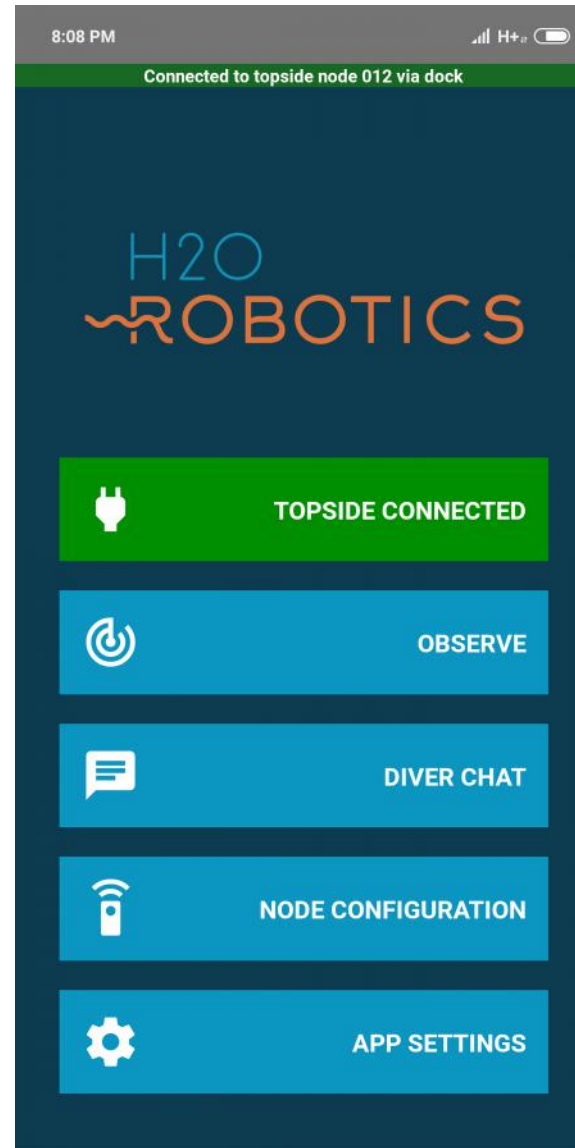 8:08 PM H+
Connected to topside node 012 via dock
H2O
ROBOTICS
TOPSIDE CONNECTED
OBSERVE
DIVER CHAT
NODE CONFIGURATION
APP SETTINGS